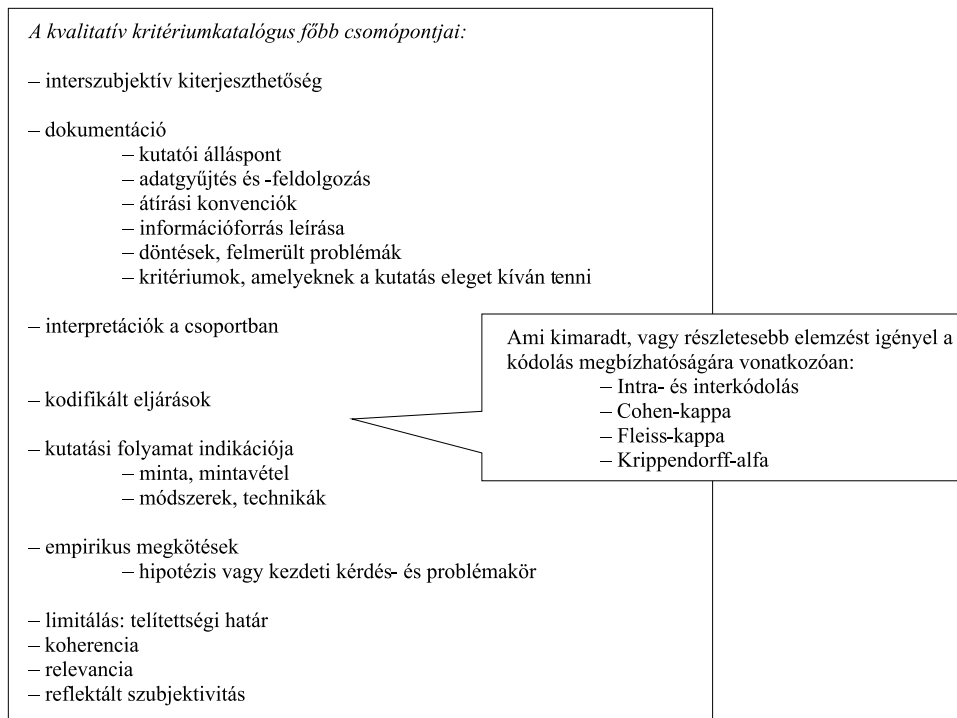 A kvalitatív kritériumkatalógus főbb csomópontjai:
– interszubjektív kiterjeszthetőség
– dokumentáció
– kutatói álláspont
– adatgyűjtés és -feldolgozás
– átírási konvenciók
– információforrás leírása
– döntések, felmerült problémák
– kritériumok, amelyeknek a kutatás eleget kíván tenni
– interpretációk a csoportban
– kodifikált eljárások
– kutatási folyamat indikációja
– minta, mintavétel
– módszerek, technikák
– empirikus megkötések
– hipotézis vagy kezdeti kérdés- és problémakör
– limitálás: telítettségi határ
– koherencia
– relevancia
– reflektált szubjektivitás
Ami kimaradt, vagy részletesebb elemzést igényel a
kódolás megbízhatóságára vonatkozóan:
– Intra- és interkódolás
– Cohen-kappa
– Fleiss-kappa
– Krippendorff-alfa